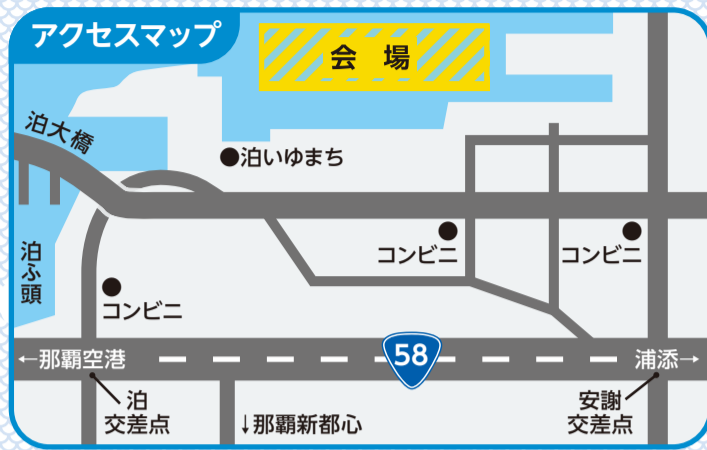 アクセスマップ
会 場
泊大橋
●泊いゆまち
泊ふ頭
コンビニ
コンビニ
コンビニ
←那覇空港
58
浦添→
泊
交差点
↓那覇新都心
安謝
交差点